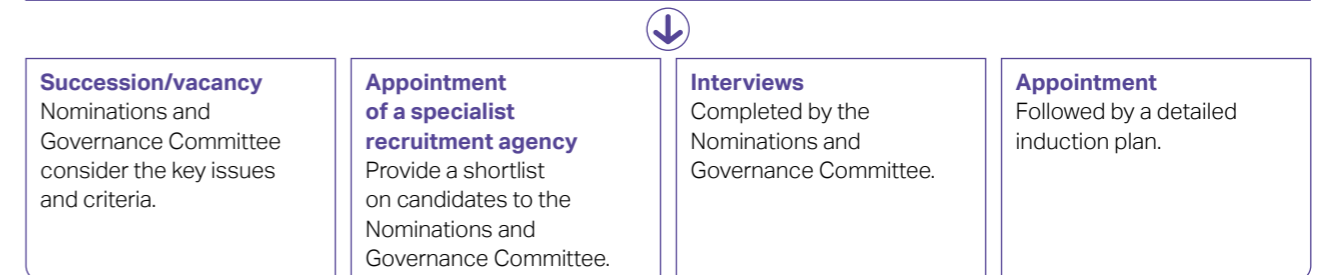 Succession/vacancy
Nominations and
Governance Committee
consider the key issues
and criteria.
Appointment
of a specialist
recruitment agency
Provide a shortlist
on candidates to the
Nominations and
Governance Committee.
Interviews
Completed by the
Nominations and
Governance Committee.
Appointment
Followed by a detailed
induction plan.